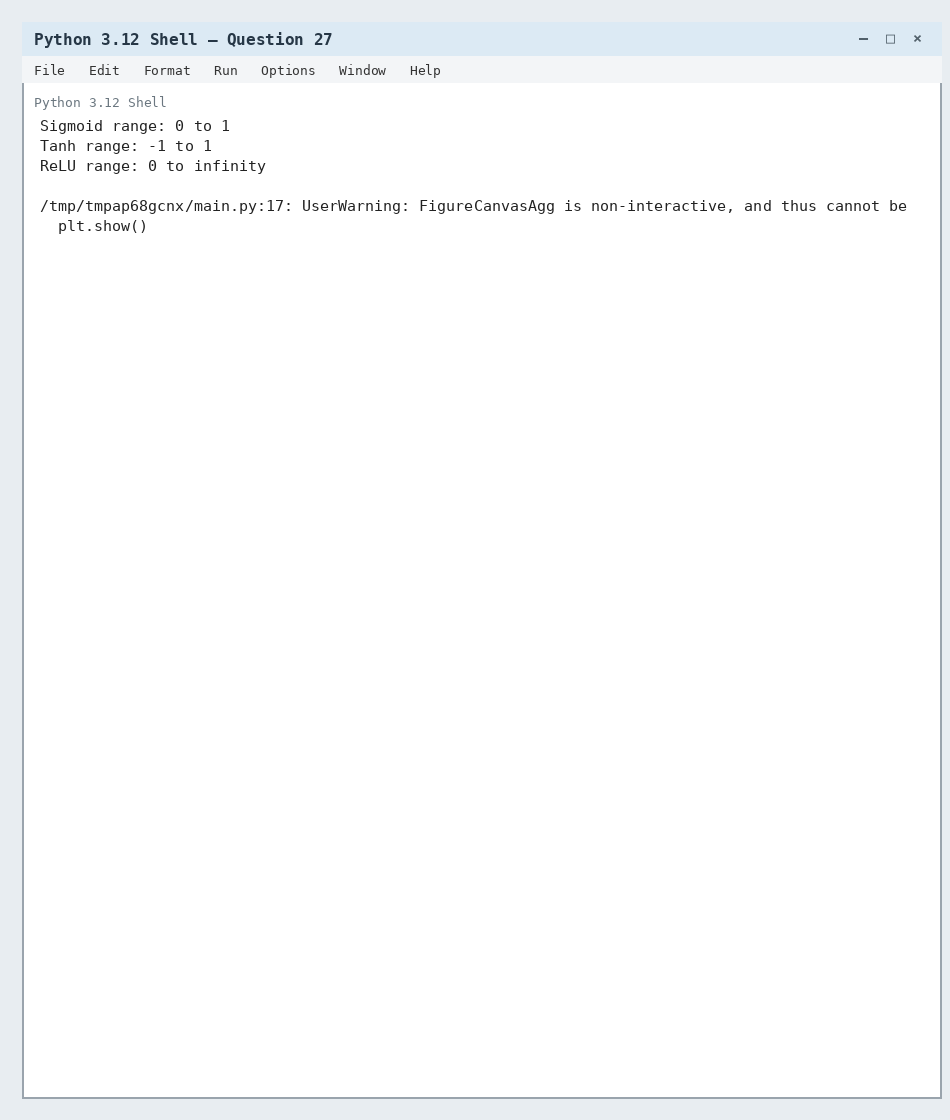 Python 3.12 Shell — Question 27
File Edit Format Run Options Window Help
Python 3.12 Shell
Sigmoid range: 0 to 1
Tanh range: -1 to 1
ReLU range: 0 to infinity
/tmp/tmpap68gcnx/main.py:17: UserWarning: FigureCanvasAgg is non-interactive, and thus cannot be
plt.show()